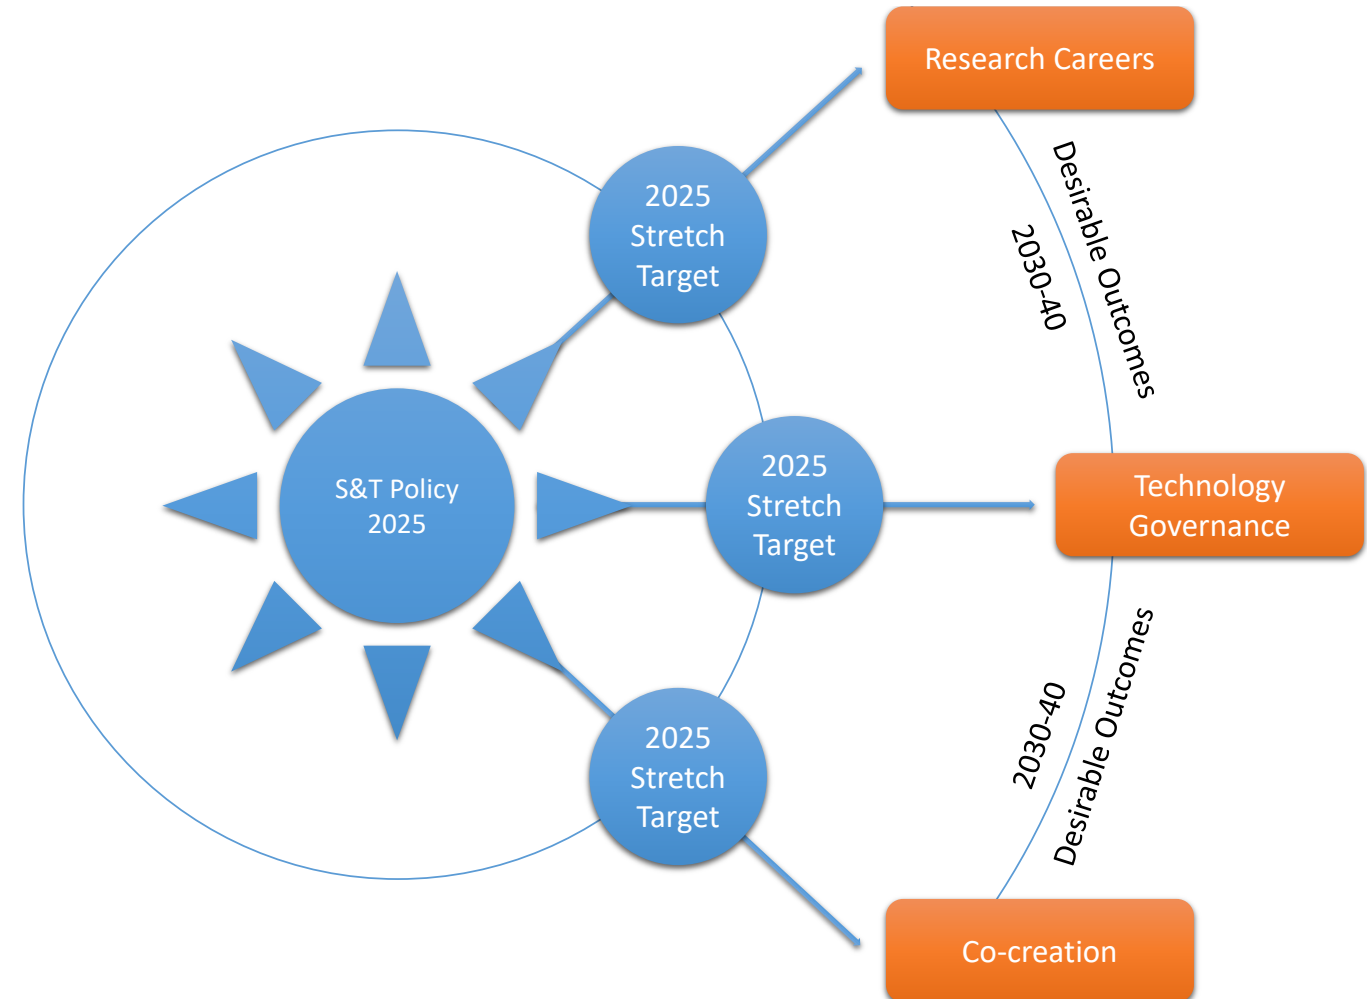 Research Careers
Desirable Outcomes
2030-40
2025
Stretch
Target
S&T Policy
2025
2025
Stretch
Target
Technology
Governance
2030-40
Desirable Outcomes
2025
Stretch
Target
Co-creation